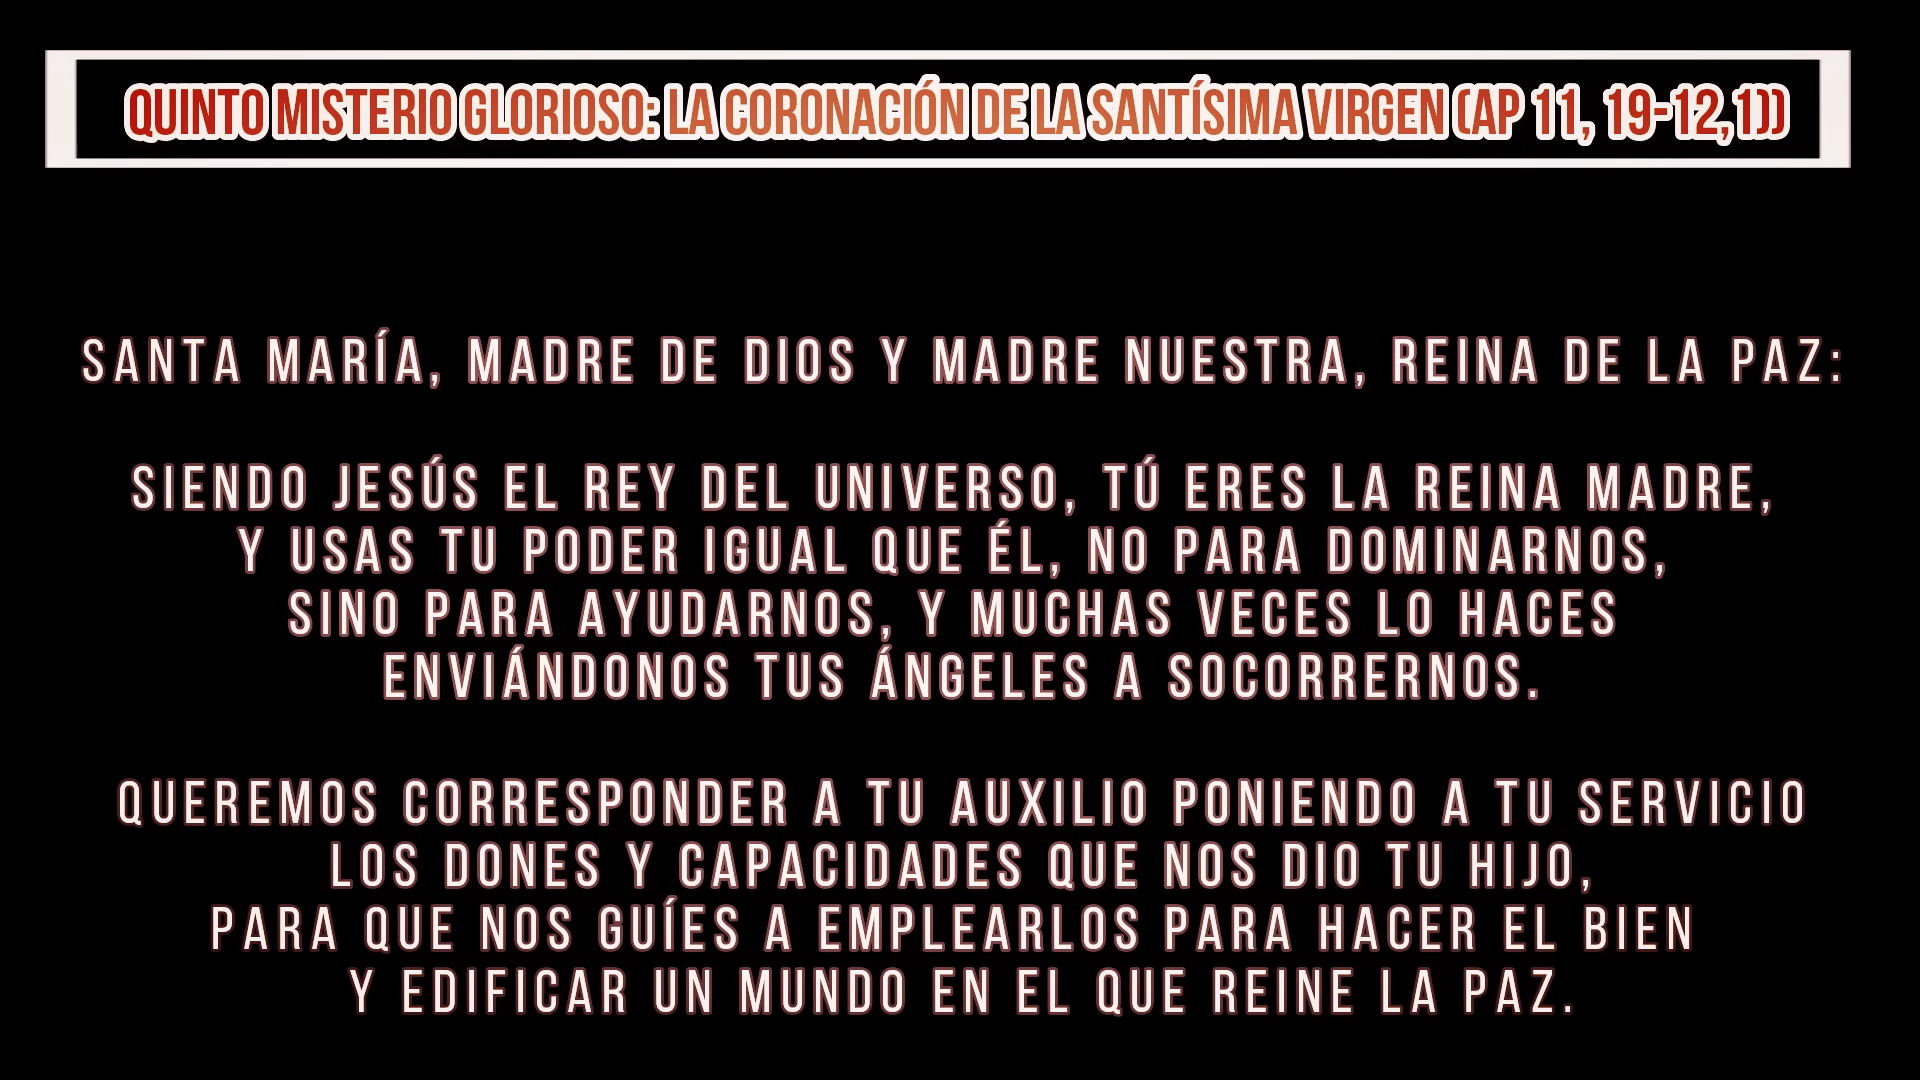 QUINTO MISTERIO GLORIOSO: LA CORONACIÓN DE LA SANTÍSIMA VIRGEN (AP 11, 19-12,1))
SANTA MARÍA, MADRE DE DIOS Y MADRE NUESTRA, REINA DE LA PAZ:
SIENDO JESÚS EL REY DEL UNIVERSO, TÚ ERES LA REINA MADRE,
Y USAS TU PODER IGUAL QUE ÉL, NO PARA DOMINARNOS,
SINO PARA AYUDARNOS, Y MUCHAS VECES LO HACES
ENVIÁNDONOS TUS ÁNGELES A SOCORRERNOS.
QUEREMOS CORRESPONDER A TU AUXILIO PONIENDO A TU SERVICIO
LOS DONES Y CAPACIDADES QUE NOS DIO TU HIJO,
PARA QUE NOS GUÍES A EMPLEARLOS PARA HACER EL BIEN
Y EDIFICAR UN MUNDO EN EL QUE REINE LA PAZ.